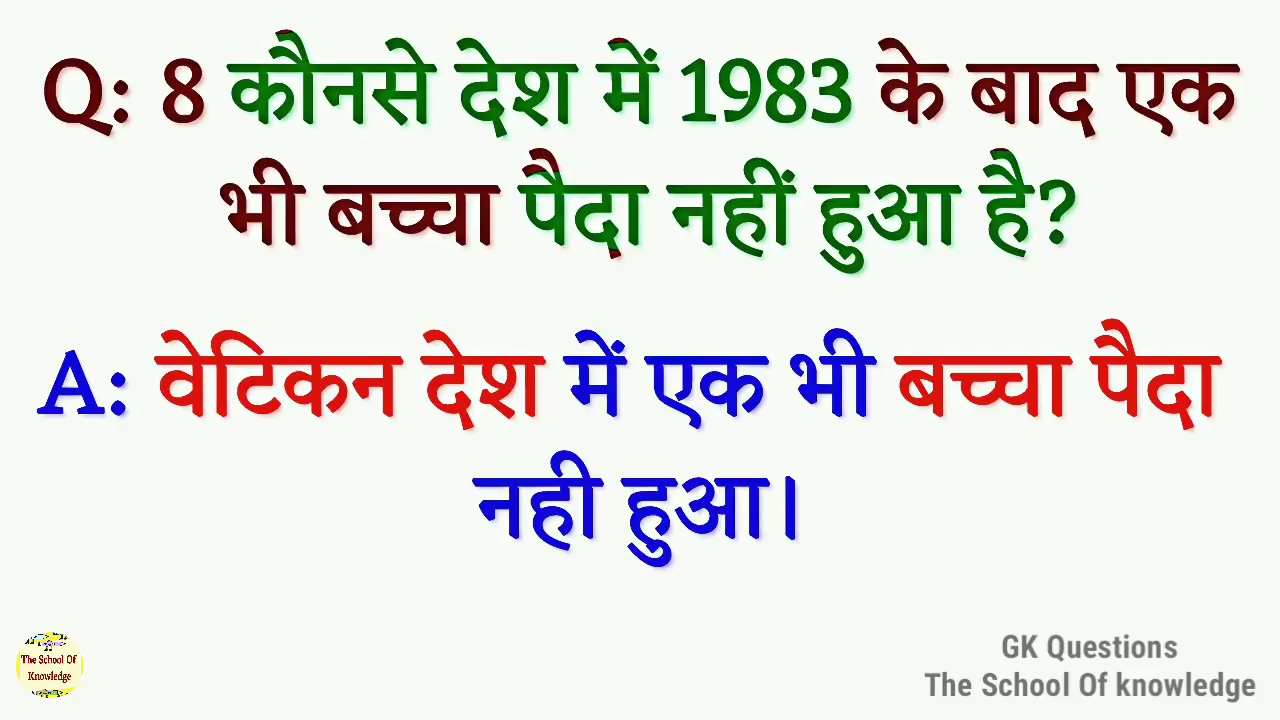 Q: 8 कौनसे देश में 1983 के बाद एक
भी बच्चा पैदा नहीं हुआ है?
A: वेटिकन देश में एक भी बच्चा पैदा
नही हुआ।
The School Of
Knowledge
GK Questions
The School Of knowledge